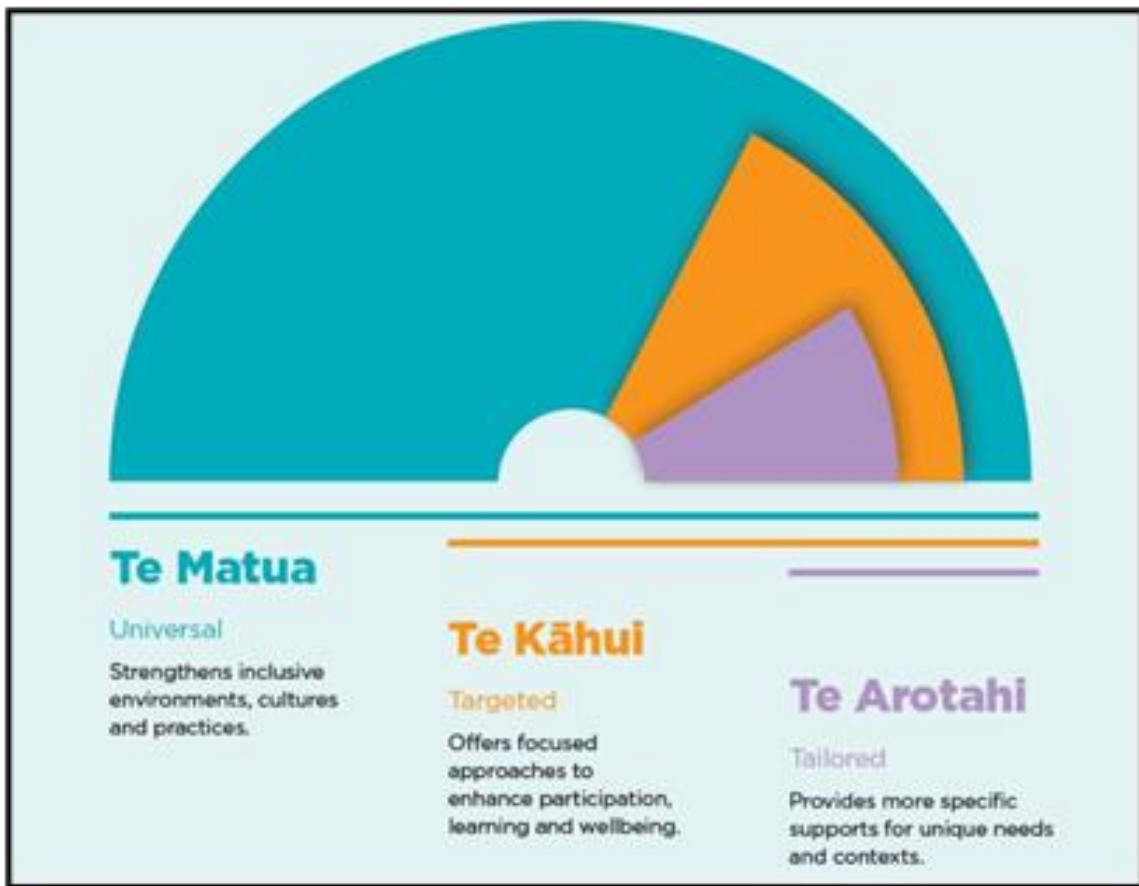 Te Matua
Universal
Strengthens inclusive
environments, cultures
and practices.
Te Kāhui
Targeted
Offers focused
approaches to
enhance participation,
learning and wellbeing.
Te Arotahi
Tailored
Provides more specific
supports for unique needs
and contexts.